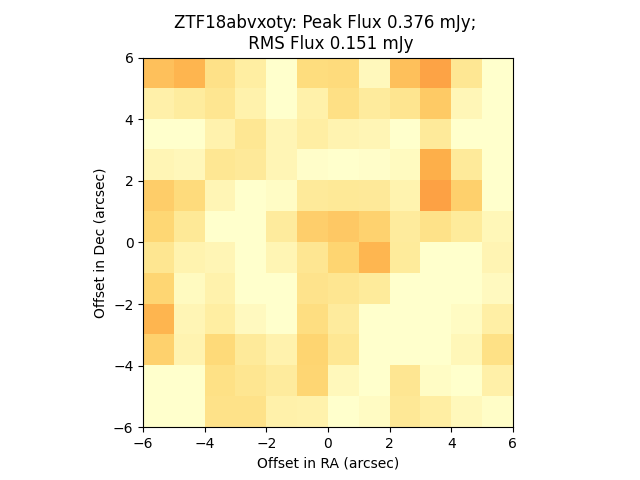 ZTF18abvxoty: Peak Flux 0.376 mJy;
RMS Flux 0.151 mJy
6
4
2
0
−2
−4
−6
Offset in Dec (arcsec)
−6 −4 −2 0 2 4 6
Offset in RA (arcsec)